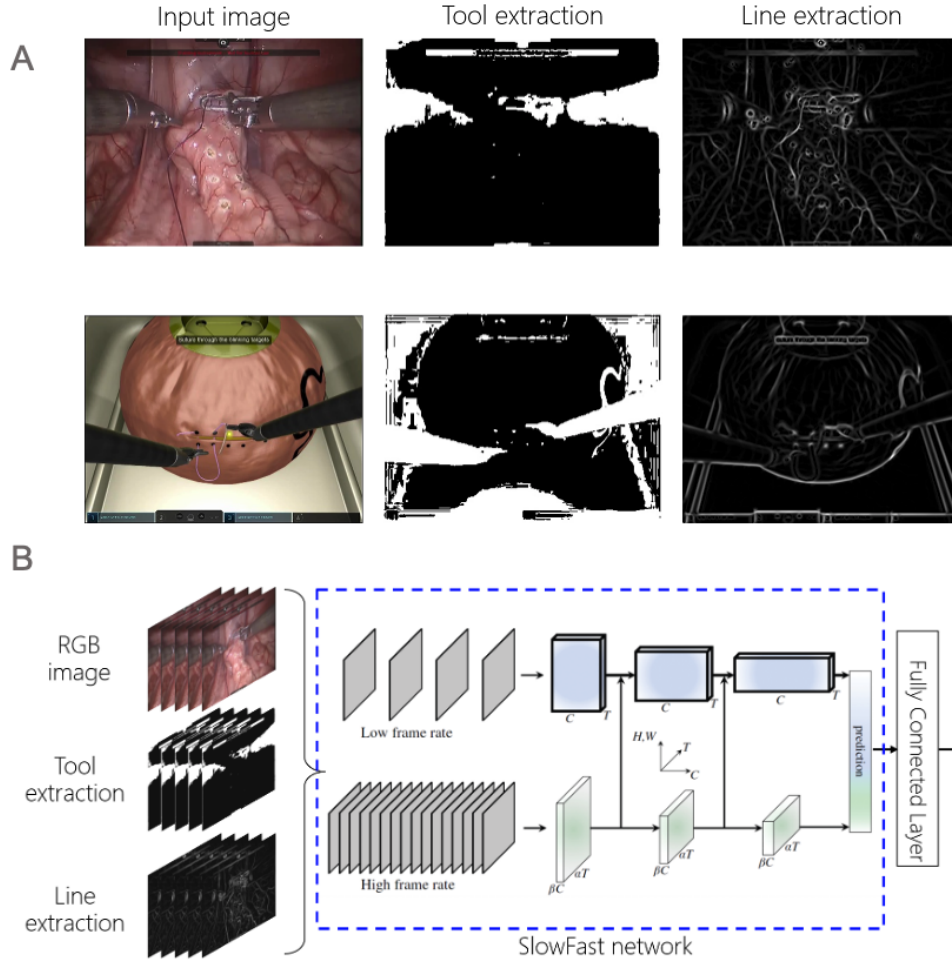 Input image
Tool extraction
Line extraction
A
Suture through the blinking targets
B
RGB
image
Tool
extraction
Line
extraction
Low frame rate
High frame rate
C
T
C
T
C
T
H,W
T
C
βC
αT
βC
αT
βC
αT
prediction
Fully Connected Layer
SlowFast network